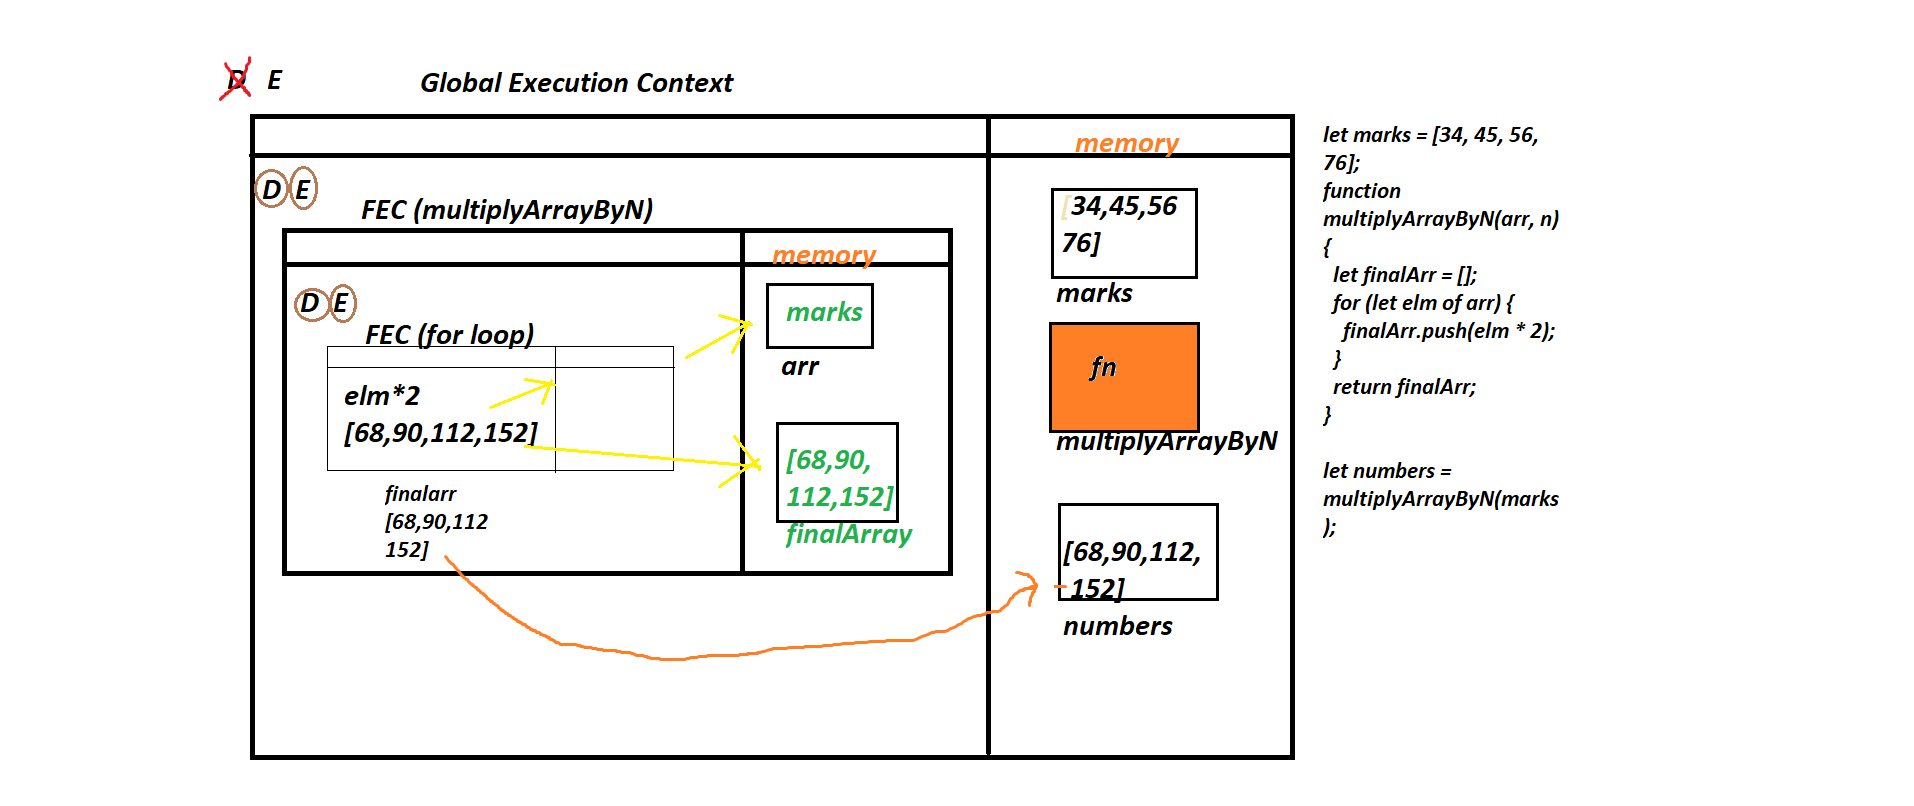 D E
Global Execution Context
memory
D E
FEC (multiplyArrayByN)
memory
D E
FEC (for loop)
elm*2
[68,90,112,152]
finalarr
[68,90,112
152]
marks
arr
[68,90,
112,152]
finalArray
[34,45,56
76]
marks
fn
multiplyArrayByN
[68,90,112,
152]
numbers
let marks = [34, 45, 56,
76];
function
multiplyArrayByN(arr, n)
{
let finalArr = [];
for (let elm of arr) {
finalArr.push(elm * 2);
}
return finalArr;
}
let numbers =
multiplyArrayByN(marks
);